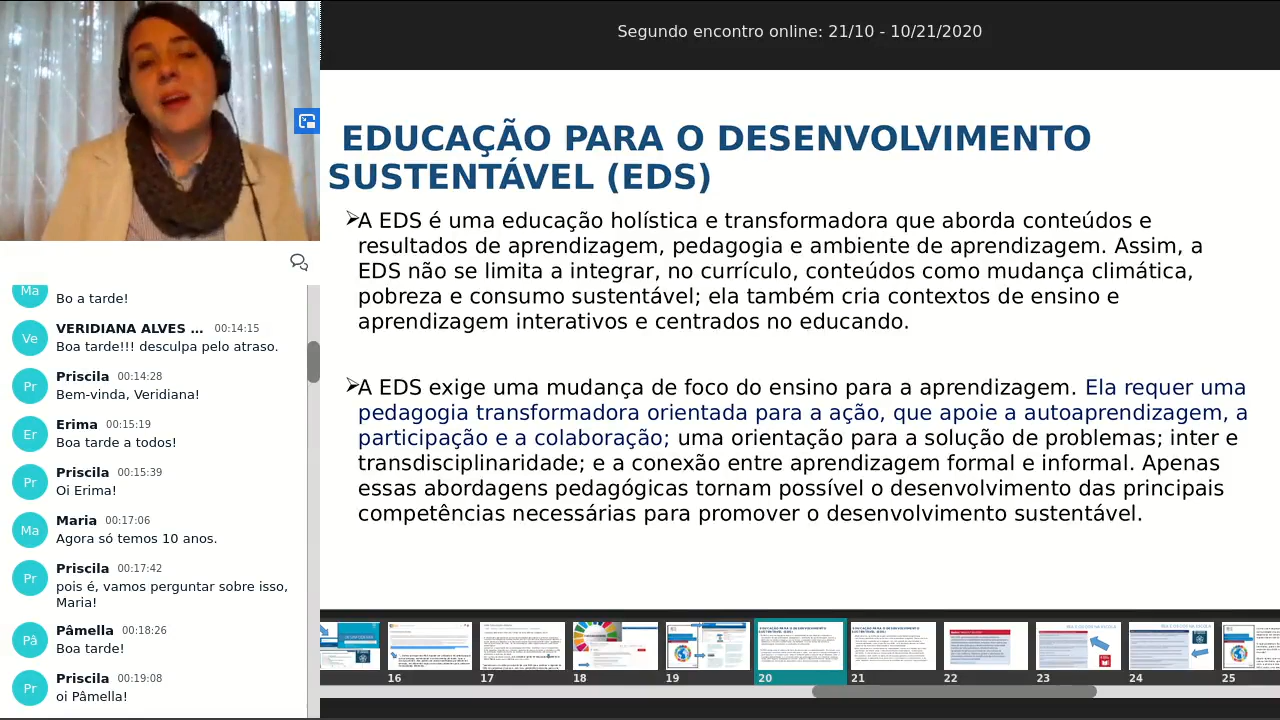 Segundo encontro online: 21/10 - 10/21/2020
EDUCAÇÃO PARA O DESENVOLVIMENTO
SUSTENTÁVEL (EDS)
➢A EDS é uma educação holística e transformadora que aborda conteúdos e
resultados de aprendizagem, pedagogia e ambiente de aprendizagem. Assim, a
EDS não se limita a integrar, no currículo, conteúdos como mudança climática,
pobreza e consumo sustentável; ela também cria contextos de ensino e
aprendizagem interativos e centrados no educando.
➢A EDS exige uma mudança de foco do ensino para a aprendizagem. Ela requer uma
pedagogia transformadora orientada para a ação, que apoie a autoaprendizagem, a
participação e a colaboração; uma orientação para a solução de problemas; inter e
transdisciplinaridade; e a conexão entre aprendizagem formal e informal. Apenas
essas abordagens pedagógicas tornam possível o desenvolvimento das principais
competências necessárias para promover o desenvolvimento sustentável.
Ma
Bo a tarde!
Ve
VERIDIANA ALVES ... 00:14:15
Boa tarde!!! desculpa pelo atraso.
Pr
Priscila 00:14:28
Bem-vinda, Veridiana!
Er
Erima 00:15:19
Boa tarde a todos!
Pr
Priscila 00:15:39
Oi Erima!
Ma
Maria 00:17:06
Agora só temos 10 anos.
Pr
Priscila 00:17:42
pois é, vamos perguntar sobre isso,
Maria!
Pâ
Pâmella 00:18:26
Boa tarde!
Pr
Priscila 00:19:08
oi Pâmella!
16 17 18 19 20 21 22 23 24 25